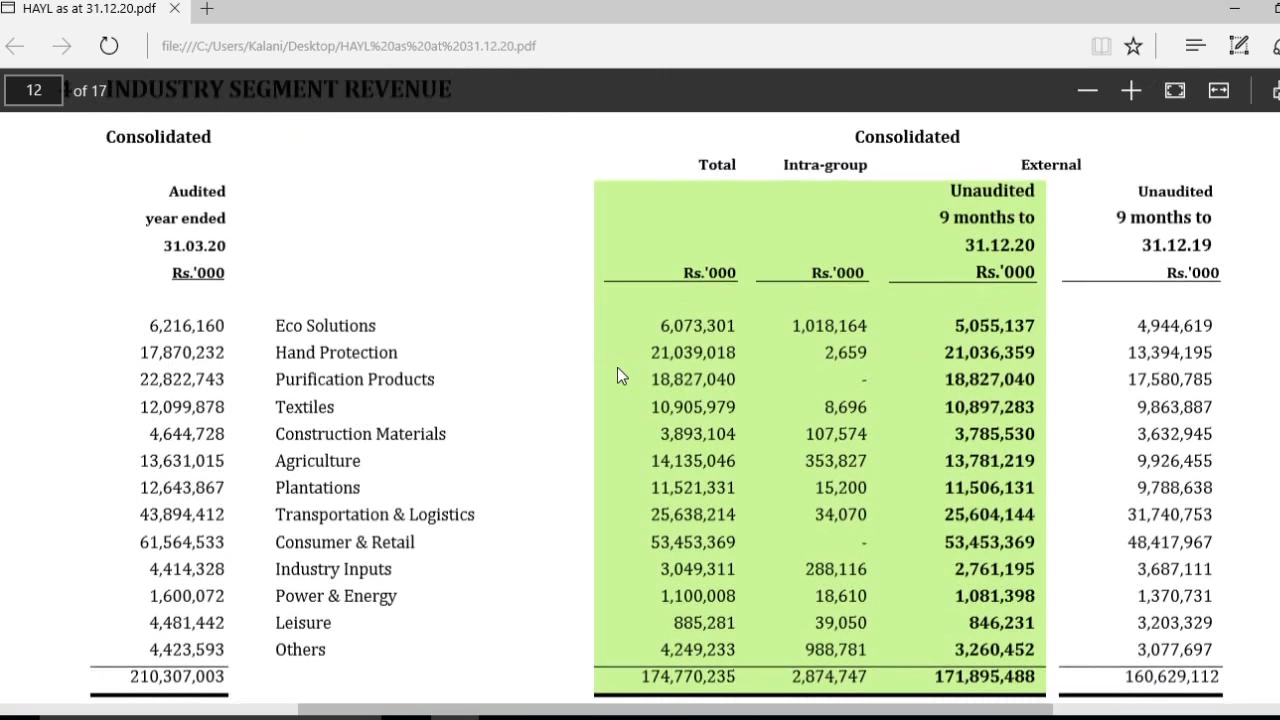 HAYL as at 31.12.20.pdf
file:///C:/Users/Kalani/Desktop/HAYL%20as%20at%2031.12.20.pdf
12 of 17 INDUSTRY SEGMENT REVENUE
Consolidated Consolidated
Total Intra-group External
Audited Unaudited Unaudited
year ended 9 months to 9 months to
31.03.20 31.12.20 31.12.19
Rs.'000 Rs.'000 Rs.'000 Rs.'000 Rs.'000
6,216,160 Eco Solutions 6,073,301 1,018,164 5,055,137 4,944,619
17,870,232 Hand Protection 21,039,018 2,659 21,036,359 13,394,195
22,822,743 Purification Products 18,827,040 - 18,827,040 17,580,785
12,099,878 Textiles 10,905,979 8,696 10,897,283 9,863,887
4,644,728 Construction Materials 3,893,104 107,574 3,785,530 3,632,945
13,631,015 Agriculture 14,135,046 353,827 13,781,219 9,926,455
12,643,867 Plantations 11,521,331 15,200 11,506,131 9,788,638
43,894,412 Transportation & Logistics 25,638,214 34,070 25,604,144 31,740,753
61,564,533 Consumer & Retail 53,453,369 - 53,453,369 48,417,967
4,414,328 Industry Inputs 3,049,311 288,116 2,761,195 3,687,111
1,600,072 Power & Energy 1,100,008 18,610 1,081,398 1,370,731
4,481,442 Leisure 885,281 39,050 846,231 3,203,329
4,423,593 Others 4,249,233 988,781 3,260,452 3,077,697
210,307,003 174,770,235 2,874,747 171,895,488 160,629,112